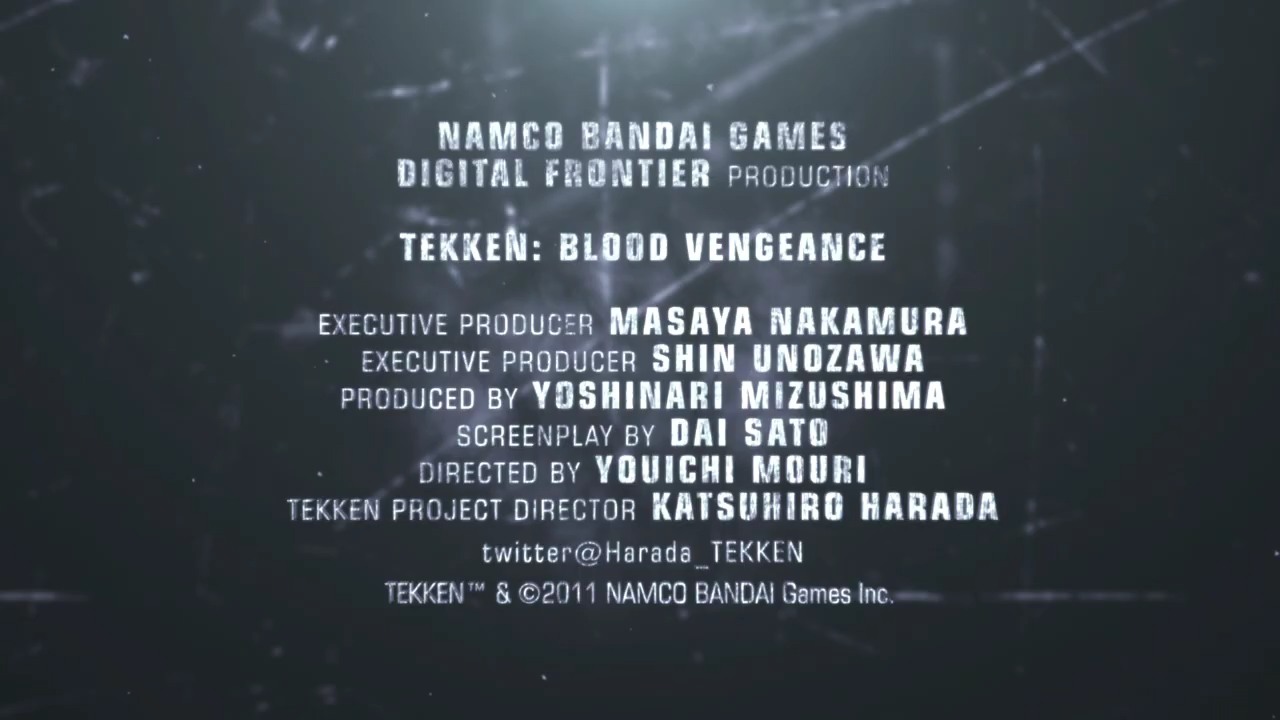 NAMCO BANDAI GAMES
DIGITAL FRONTIER PRODUCTION
TEKKEN: BLOOD VENGEANCE
EXECUTIVE PRODUCER MASAYA NAKAMURA
EXECUTIVE PRODUCER SHIN UNOZAWA
PRODUCED BY YOSHINARI MIZUSHIMA
SCREENPLAY BY DAI SATO
DIRECTED BY YOUICHI MOURI
TEKKEN PROJECT DIRECTOR KATSUHIRO HARADA
twitter@Harada_TEKKEN
TEKKEN™ & ©2011 NAMCO BANDAI Games Inc.